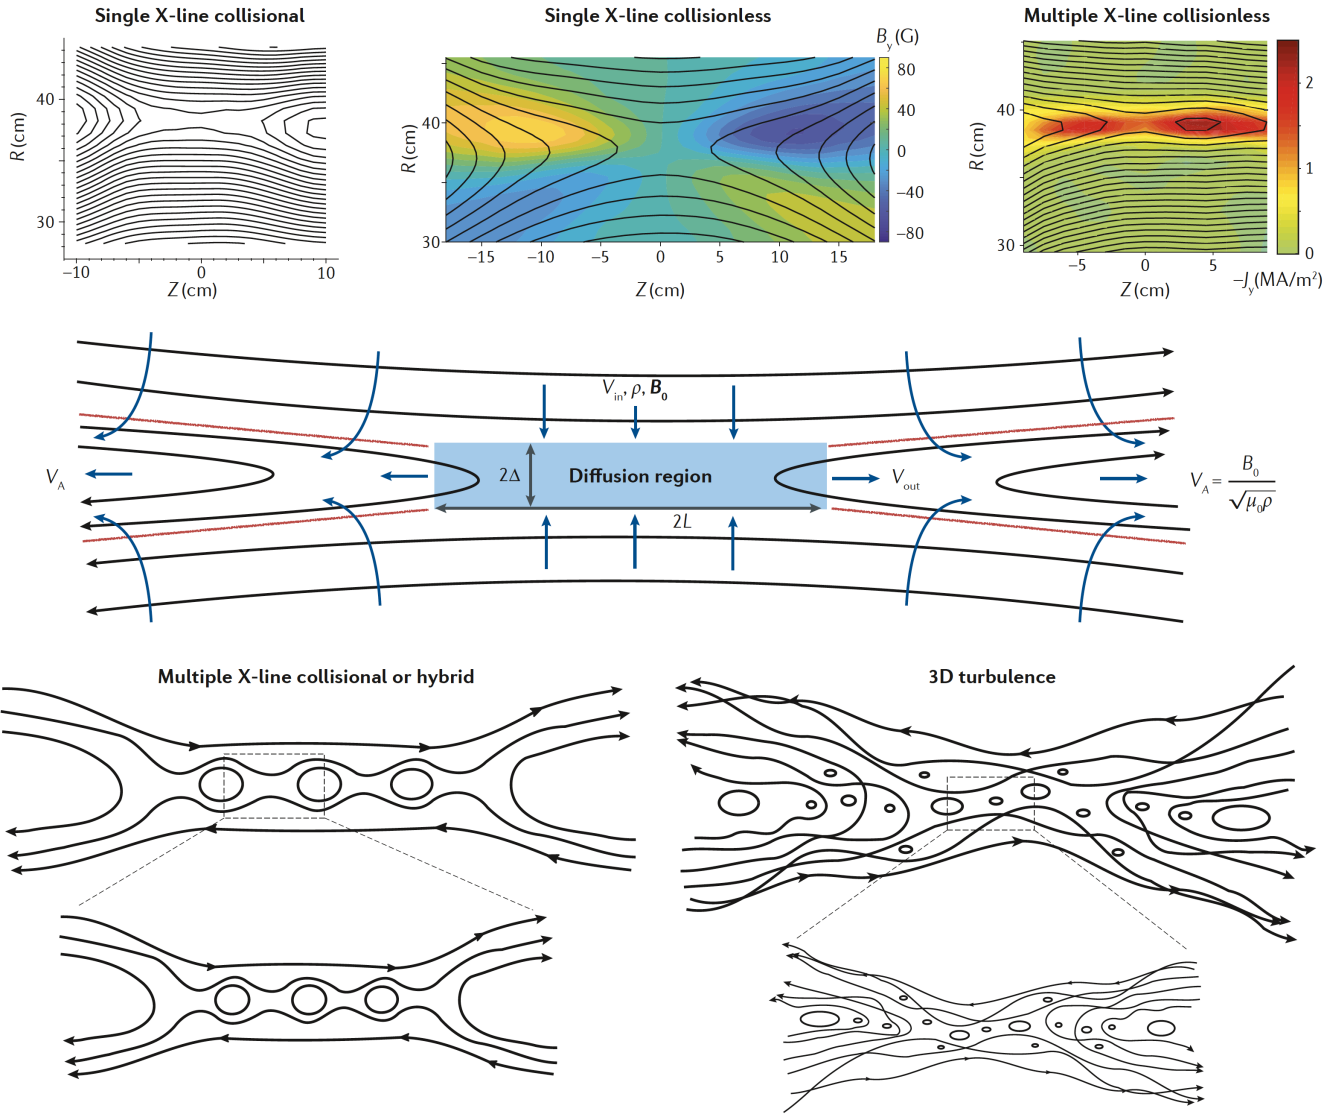 Single X-line collisional
R (cm)
40
30
−10
0
10
Z (cm)
Single X-line collisionless
R (cm)
40
30
−15
−10
−5
0
5
10
15
Z (cm)
B_y (G)
80
40
0
−40
−80
Multiple X-line collisionless
R (cm)
40
30
−5
0
5
Z (cm)
2
1
0
−J_y (MA/m²)
V_in, ρ, B_0
2Δ
Diffusion region
2L
V_A
V_out
V_A = B_0 / √μ_0ρ
Multiple X-line collisional or hybrid
3D turbulence